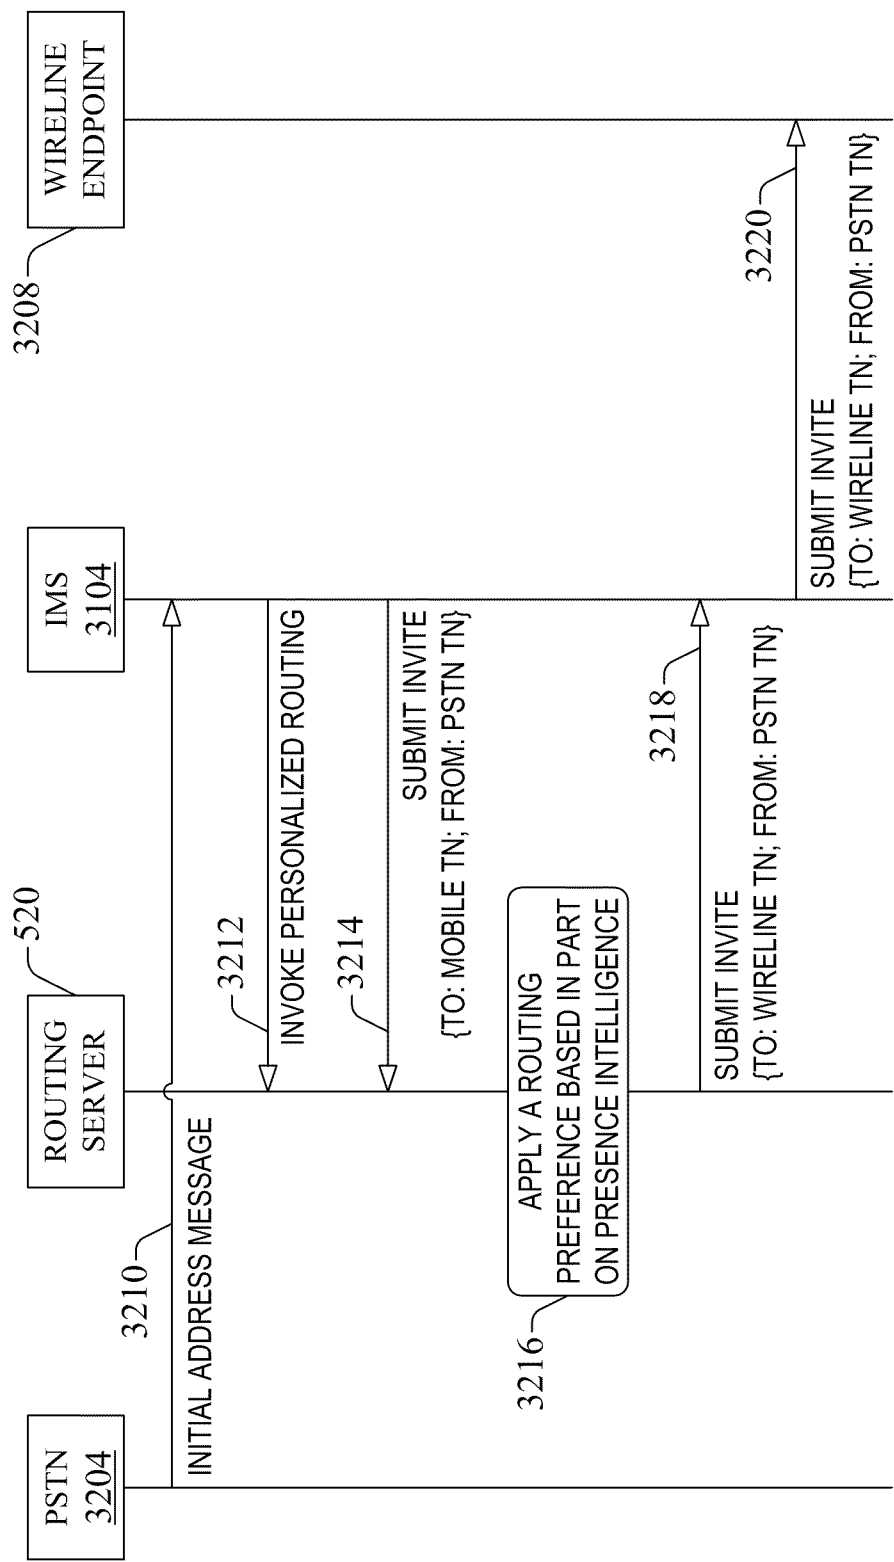 PSTN
3204
ROUTING
SERVER
520
IMS
3104
WIRELINE
ENDPOINT
3208
3210
INITIAL ADDRESS MESSAGE
3212
INVOKE PERSONALIZED ROUTING
3214
SUBMIT INVITE
{TO: MOBILE TN; FROM: PSTN TN}
3216
APPLY A ROUTING
PREFERENCE BASED IN PART
ON PRESENCE INTELLIGENCE
3218
SUBMIT INVITE
{TO: WIRELINE TN; FROM: PSTN TN}
3220
SUBMIT INVITE
{TO: WIRELINE TN; FROM: PSTN TN}